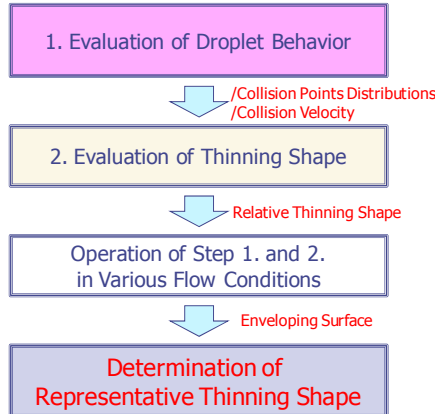 1. Evaluation of Droplet Behavior
/Collision Points Distributions
/Collision Velocity
2. Evaluation of Thinning Shape
Relative Thinning Shape
Operation of Step 1. and 2.
in Various Flow Conditions
Enveloping Surface
Determination of
Representative Thinning Shape